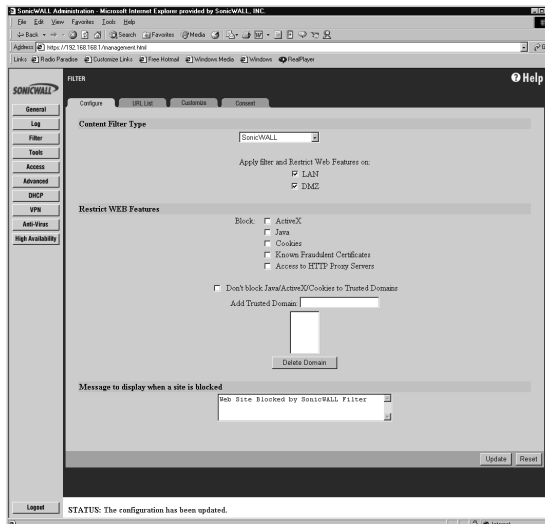 SonicWALL Administration - Microsoft Internet Explorer provided by SonicWALL, INC.
File Edit View Favorites Tools Help
Back Search Favorites Media
Address https://192.168.168.1/management.html
Links Radio Paradise Customize Links Free Hotmail Windows Media Windows RealPlayer
SONICWALL
FILTER
Help
Configure URL List Customize Consent
General
Log
Filter
Tools
Access
Advanced
DHCP
VPN
Anti-Virus
High Availability
Content Filter Type
SonicWALL
Apply filter and Restrict Web Features on:
LAN
DMZ
Restrict WEB Features
Block: ActiveX
Java
Cookies
Known Fraudulent Certificates
Access to HTTP Proxy Servers
Don't block Java/ActiveX/Cookies to Trusted Domains
Add Trusted Domain:
Delete Domain
Message to display when a site is blocked
Web Site Blocked by SonicWALL Filter
Update Reset
Logout
STATUS: The configuration has been updated.
Internet